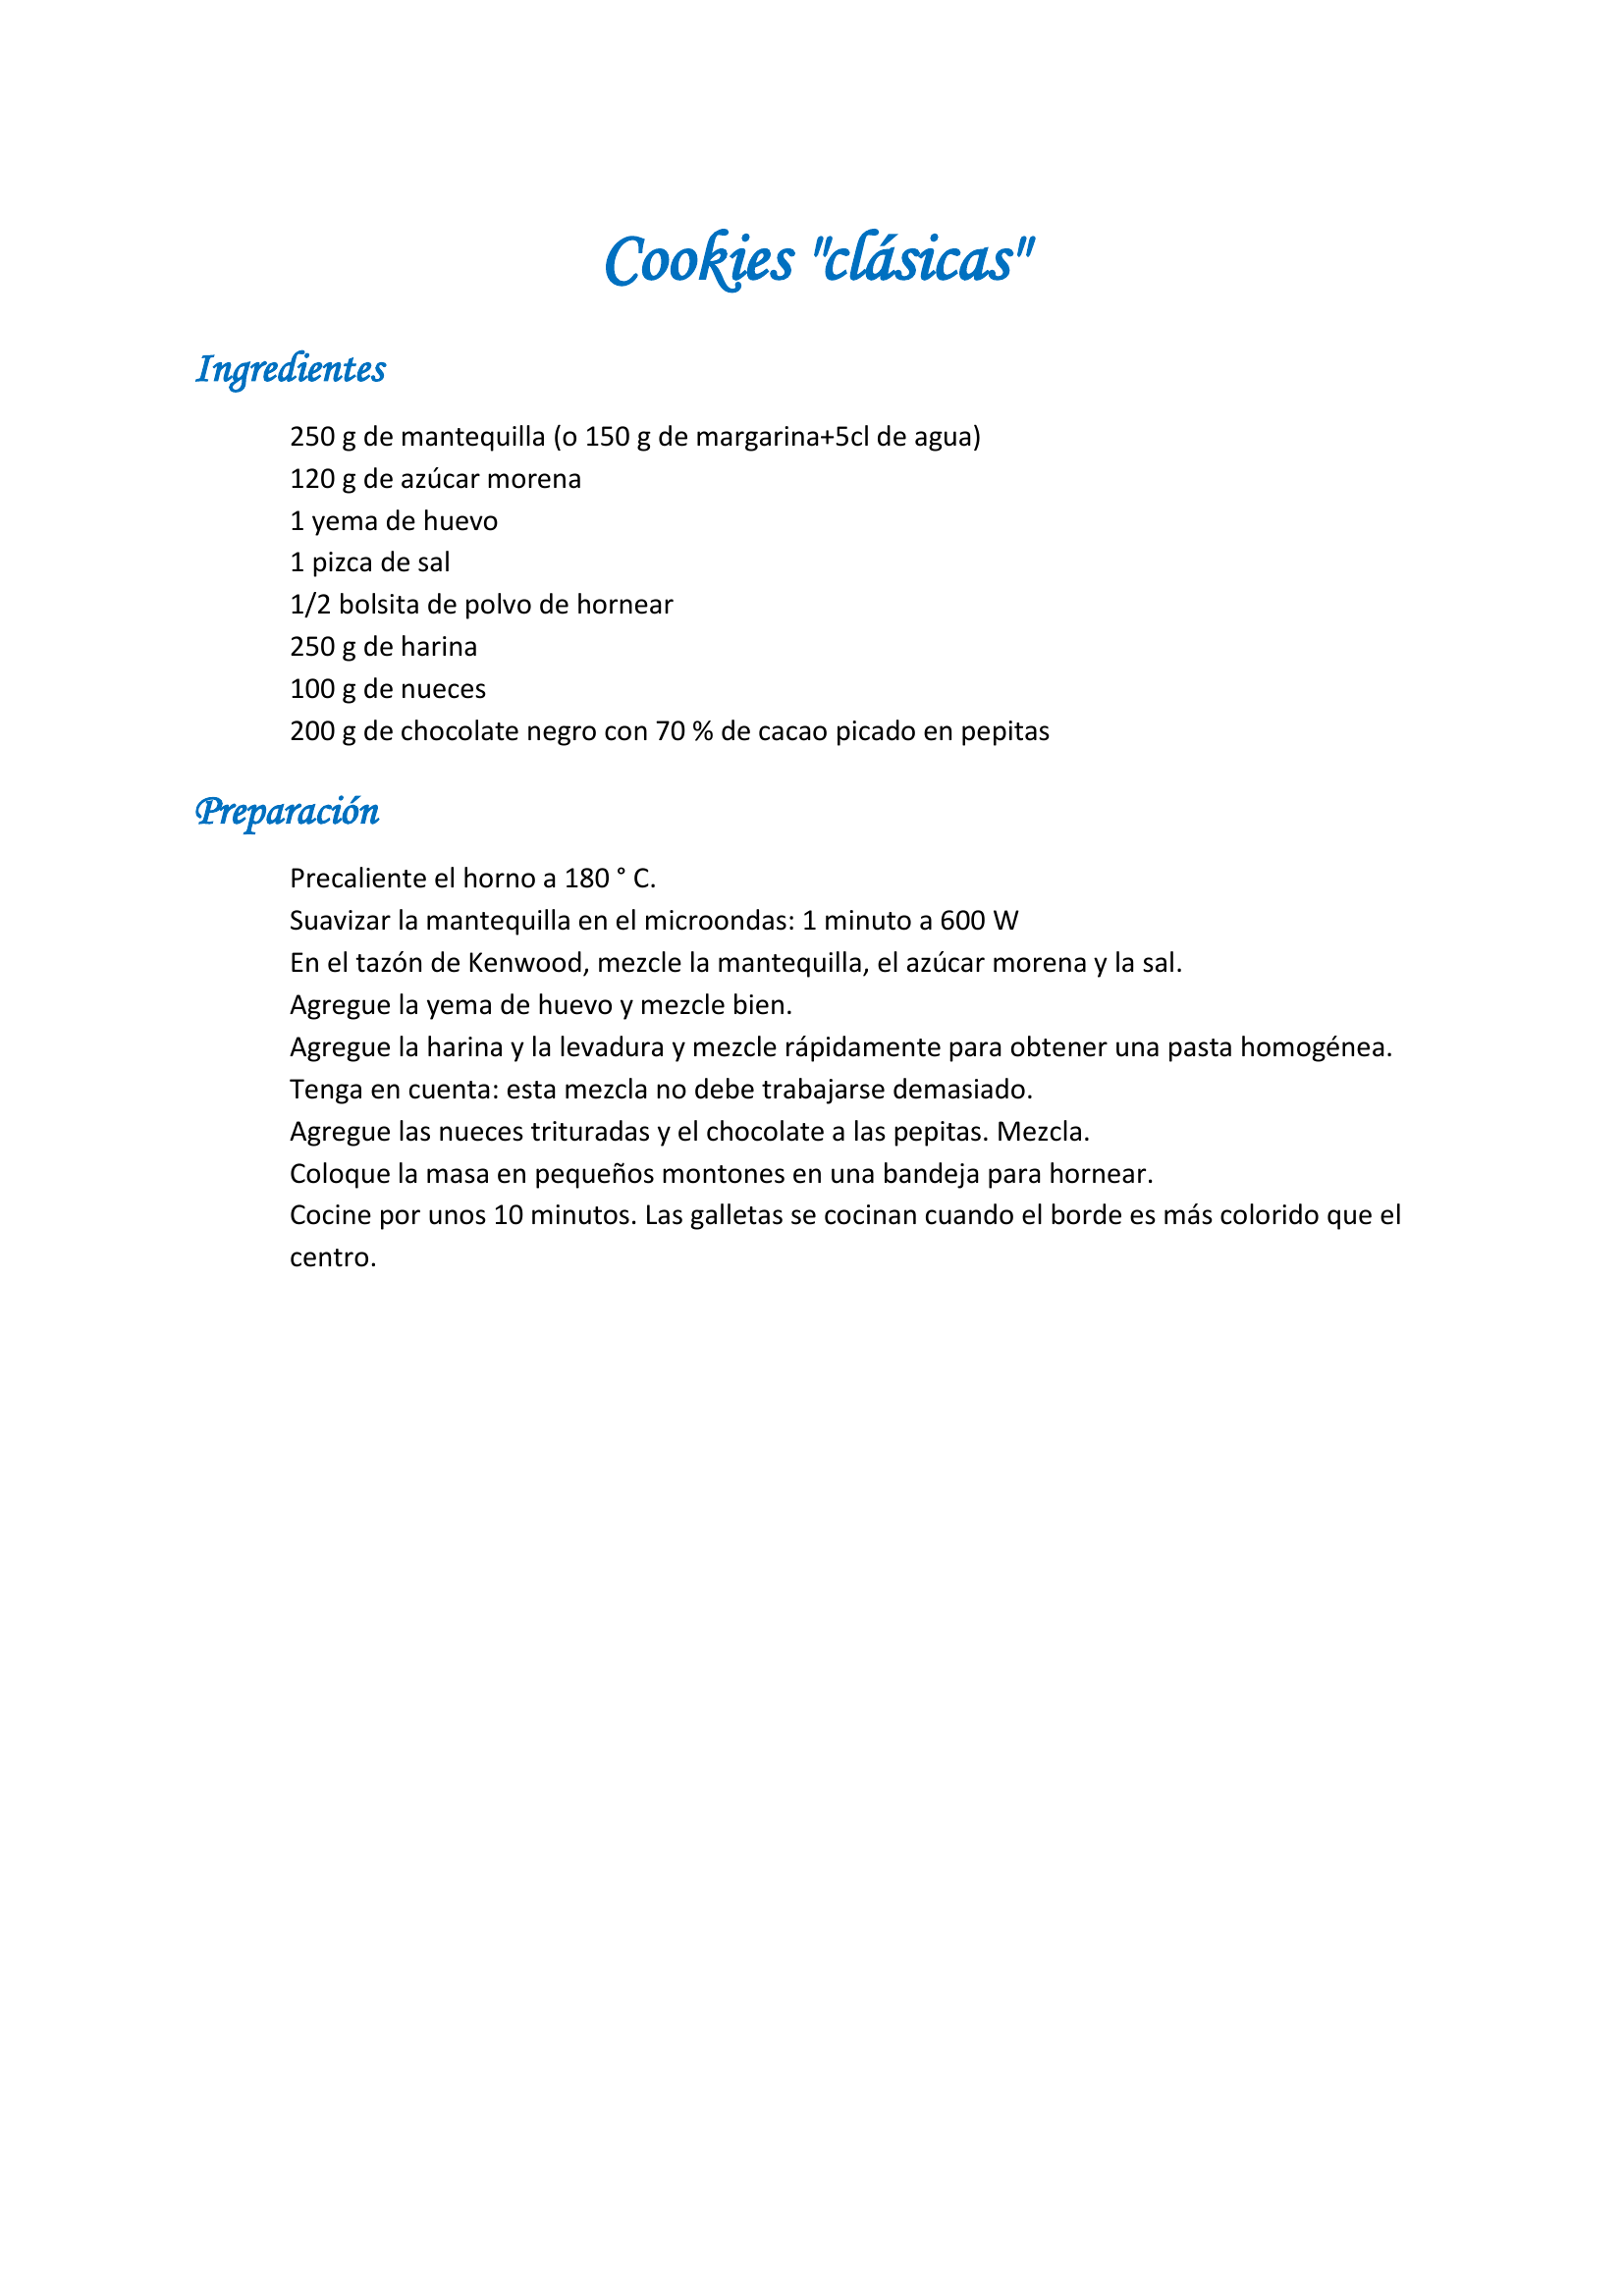 Cookies "clásicas"
Ingredientes
250 g de mantequilla (o 150 g de margarina+5cl de agua)
120 g de azúcar morena
1 yema de huevo
1 pizca de sal
1/2 bolsita de polvo de hornear
250 g de harina
100 g de nueces
200 g de chocolate negro con 70 % de cacao picado en pepitas
Preparación
Precaliente el horno a 180 ° C.
Suavizar la mantequilla en el microondas: 1 minuto a 600 W
En el tazón de Kenwood, mezcle la mantequilla, el azúcar morena y la sal.
Agregue la yema de huevo y mezcle bien.
Agregue la harina y la levadura y mezcle rápidamente para obtener una pasta homogénea.
Tenga en cuenta: esta mezcla no debe trabajarse demasiado.
Agregue las nueces trituradas y el chocolate a las pepitas. Mezcla.
Coloque la masa en pequeños montones en una bandeja para hornear.
Cocine por unos 10 minutos. Las galletas se cocinan cuando el borde es más colorido que el
centro.